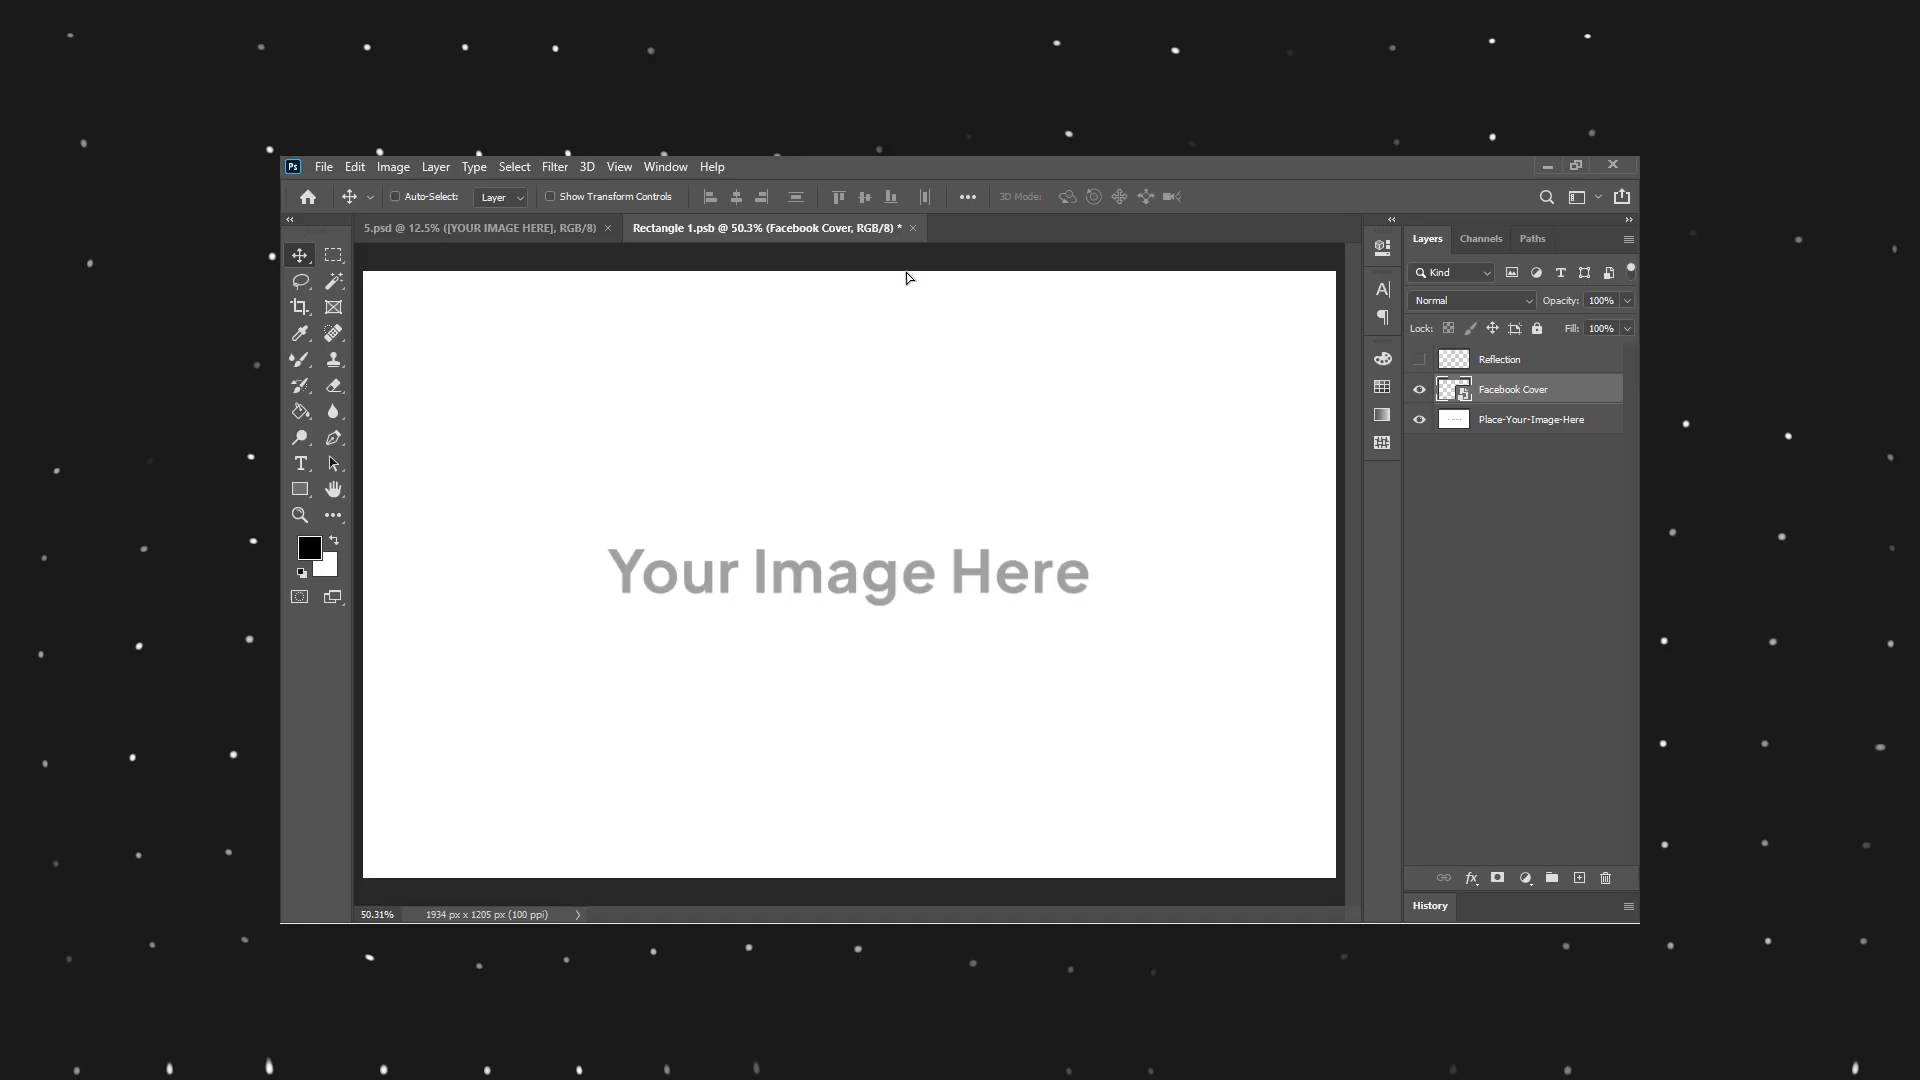 Ps File Edit Image Layer Type Select Filter 3D View Window Help
Auto-Select: Layer Show Transform Controls 3D Mode:
5.psd @ 12.5% ([YOUR IMAGE HERE], RGB/8) × Rectangle 1.psb @ 50.3% (Facebook Cover, RGB/8) * ×
Layers Channels Paths
Kind
Normal Opacity: 100%
Lock: Fill: 100%
Reflection
Facebook Cover
Place-Your-Image-Here
Your Image Here
History
50.31% 1934 px x 1205 px (100 ppi)